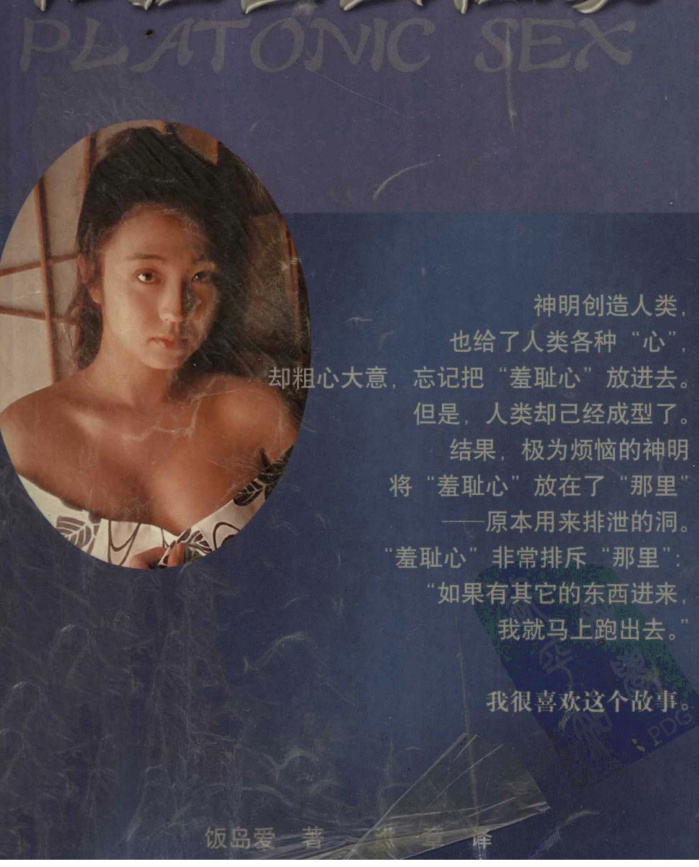 PLATONIC SEX
神明创造人类，
也给了人类各种“心”，
却粗心大意，忘记把“羞耻心”放进去。
但是，人类却己经成型了。
结果，极为烦恼的神明
将“羞耻心”放在了“那里”
——原本用来排泄的洞。
“羞耻心”非常排斥“那里”：
“如果有其它的东西进来，
我就马上跑出去。”
我很喜欢这个故事。
PDG
饭岛爱 著 译